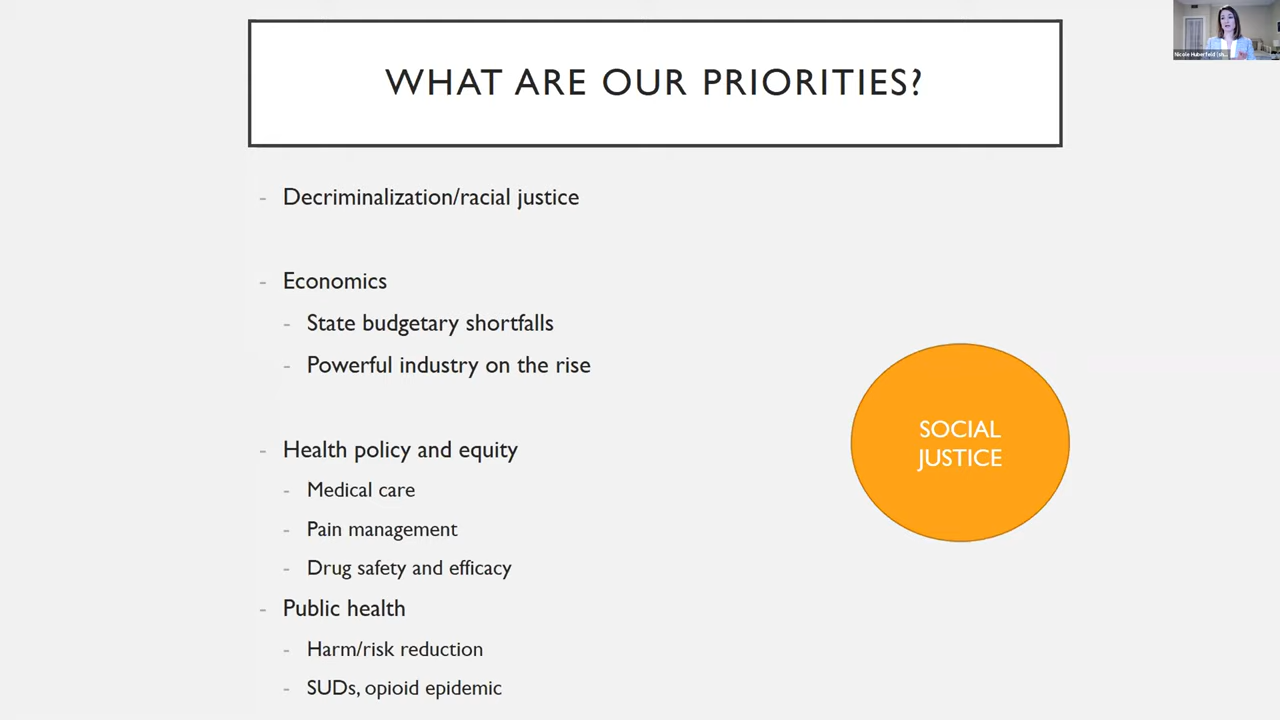 WHAT ARE OUR PRIORITIES?
- Decriminalization/racial justice
- Economics
- State budgetary shortfalls
- Powerful industry on the rise
- Health policy and equity
- Medical care
- Pain management
- Drug safety and efficacy
- Public health
- Harm/risk reduction
- SUDs, opioid epidemic
SOCIAL
JUSTICE
Nicole Huberfeld